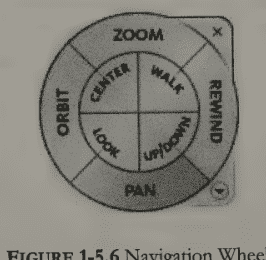 ZOOM
×
CENTER
WALK
ORBIT
REWIND
LOOK
UP/DOWN
PAN
FIGURE 1-5.6 Navigation Wheel